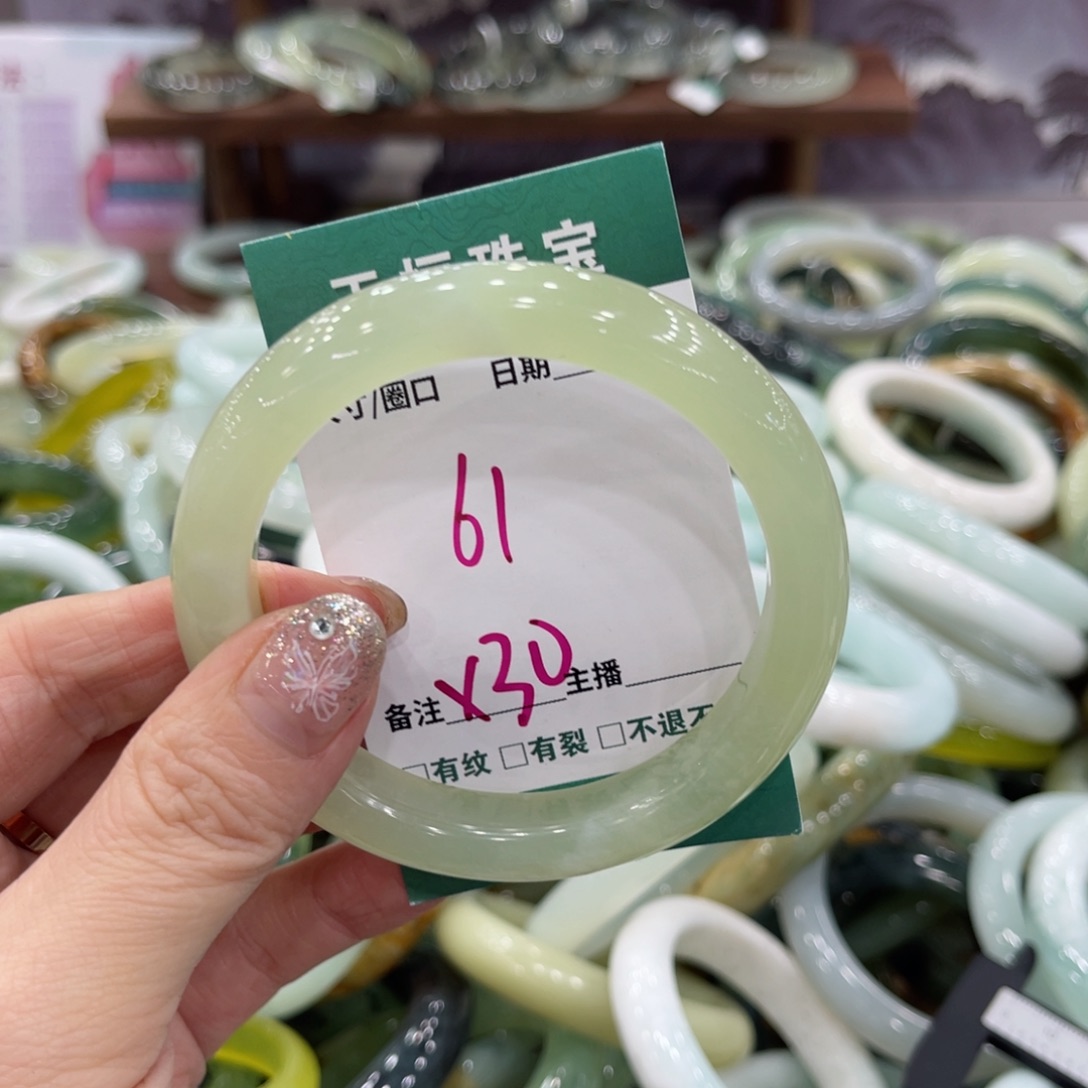 珠宝
寸/圈口 日期
61
x30
备注 主播
□有纹 □有裂 □不退不